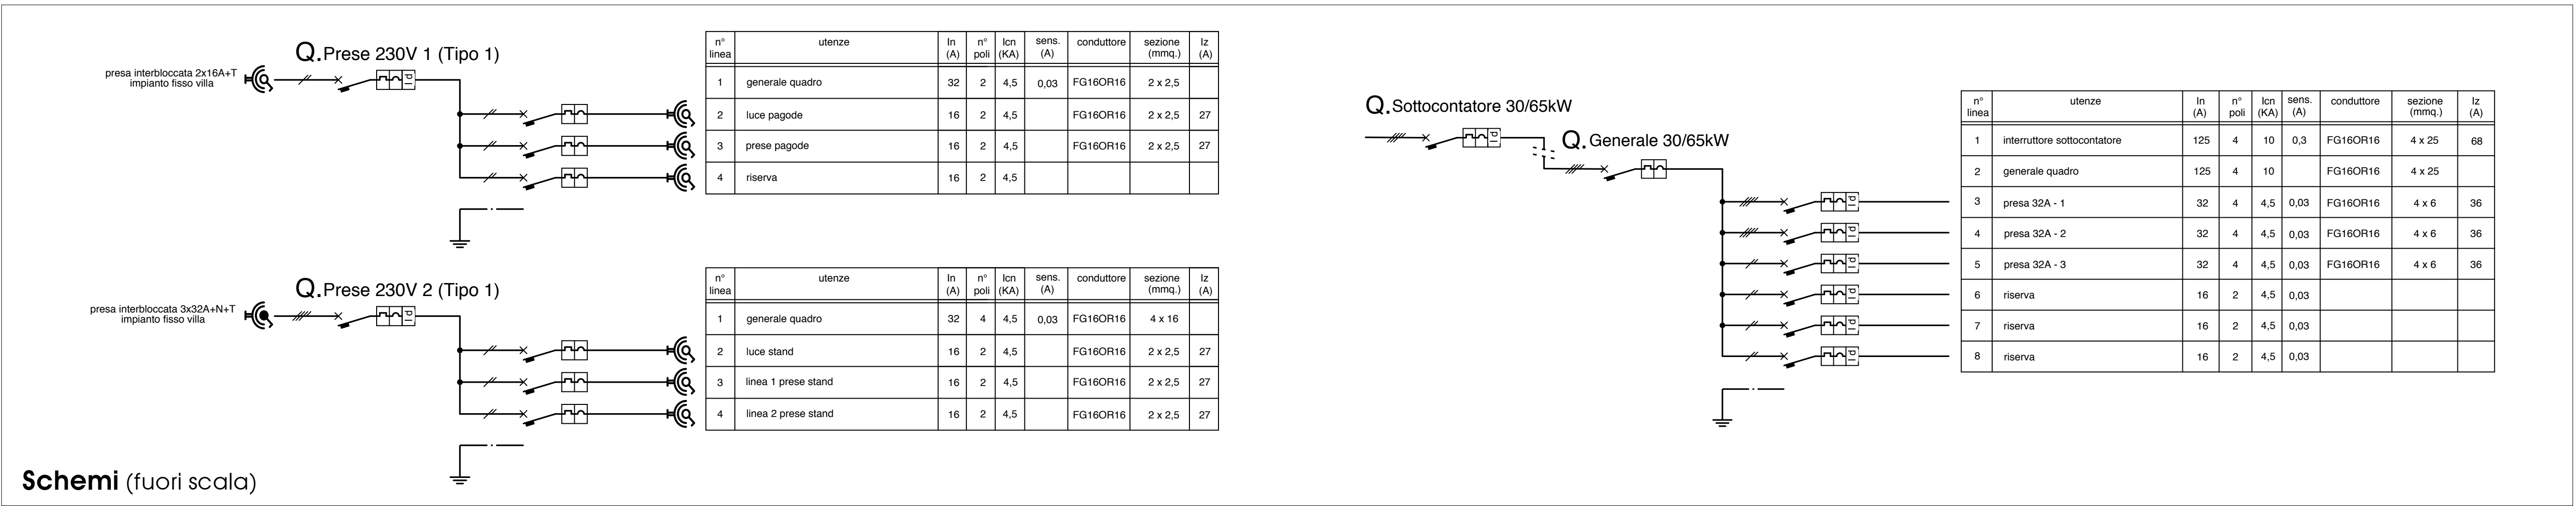 Q.Prese 230V 1 (Tipo 1)
presa interbloccata 2x16A+T
impianto fisso villa
pI
n° linea utenze In (A) n° poli Icn (KA) sens. (A) conduttore sezione (mmq.) Iz (A)
1 generale quadro 32 2 4,5 0,03 FG16OR16 2 x 2,5
2 luce pagode 16 2 4,5 FG16OR16 2 x 2,5 27
3 prese pagode 16 2 4,5 FG16OR16 2 x 2,5 27
4 riserva 16 2 4,5
Q.Prese 230V 2 (Tipo 1)
presa interbloccata 3x32A+N+T
impianto fisso villa
pI
n° linea utenze In (A) n° poli Icn (KA) sens. (A) conduttore sezione (mmq.) Iz (A)
1 generale quadro 32 4 4,5 0,03 FG16OR16 4 x 16
2 luce stand 16 2 4,5 FG16OR16 2 x 2,5 27
3 linea 1 prese stand 16 2 4,5 FG16OR16 2 x 2,5 27
4 linea 2 prese stand 16 2 4,5 FG16OR16 2 x 2,5 27
Schemi (fuori scala)
Q.Sottocontatore 30/65kW
pI
Q.Generale 30/65kW
pI
pI
pI
pI
pI
pI
n° linea utenze In (A) n° poli Icn (KA) sens. (A) conduttore sezione (mmq.) Iz (A)
1 interruttore sottocontatore 125 4 10 0,3 FG16OR16 4 x 25 68
2 generale quadro 125 4 10 FG16OR16 4 x 25
3 presa 32A - 1 32 4 4,5 0,03 FG16OR16 4 x 6 36
4 presa 32A - 2 32 4 4,5 0,03 FG16OR16 4 x 6 36
5 presa 32A - 3 32 4 4,5 0,03 FG16OR16 4 x 6 36
6 riserva 16 2 4,5 0,03
7 riserva 16 2 4,5 0,03
8 riserva 16 2 4,5 0,03